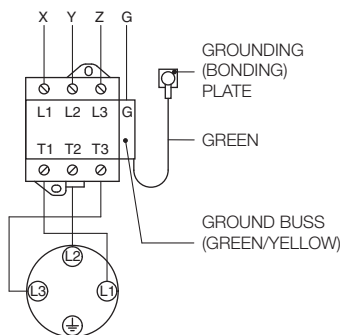 X Y Z G
GROUNDING
(BONDING)
PLATE
L1 L2 L3 G
GREEN
T1 T2 T3
GROUND BUSS
(GREEN/YELLOW)
L2
L3 L1